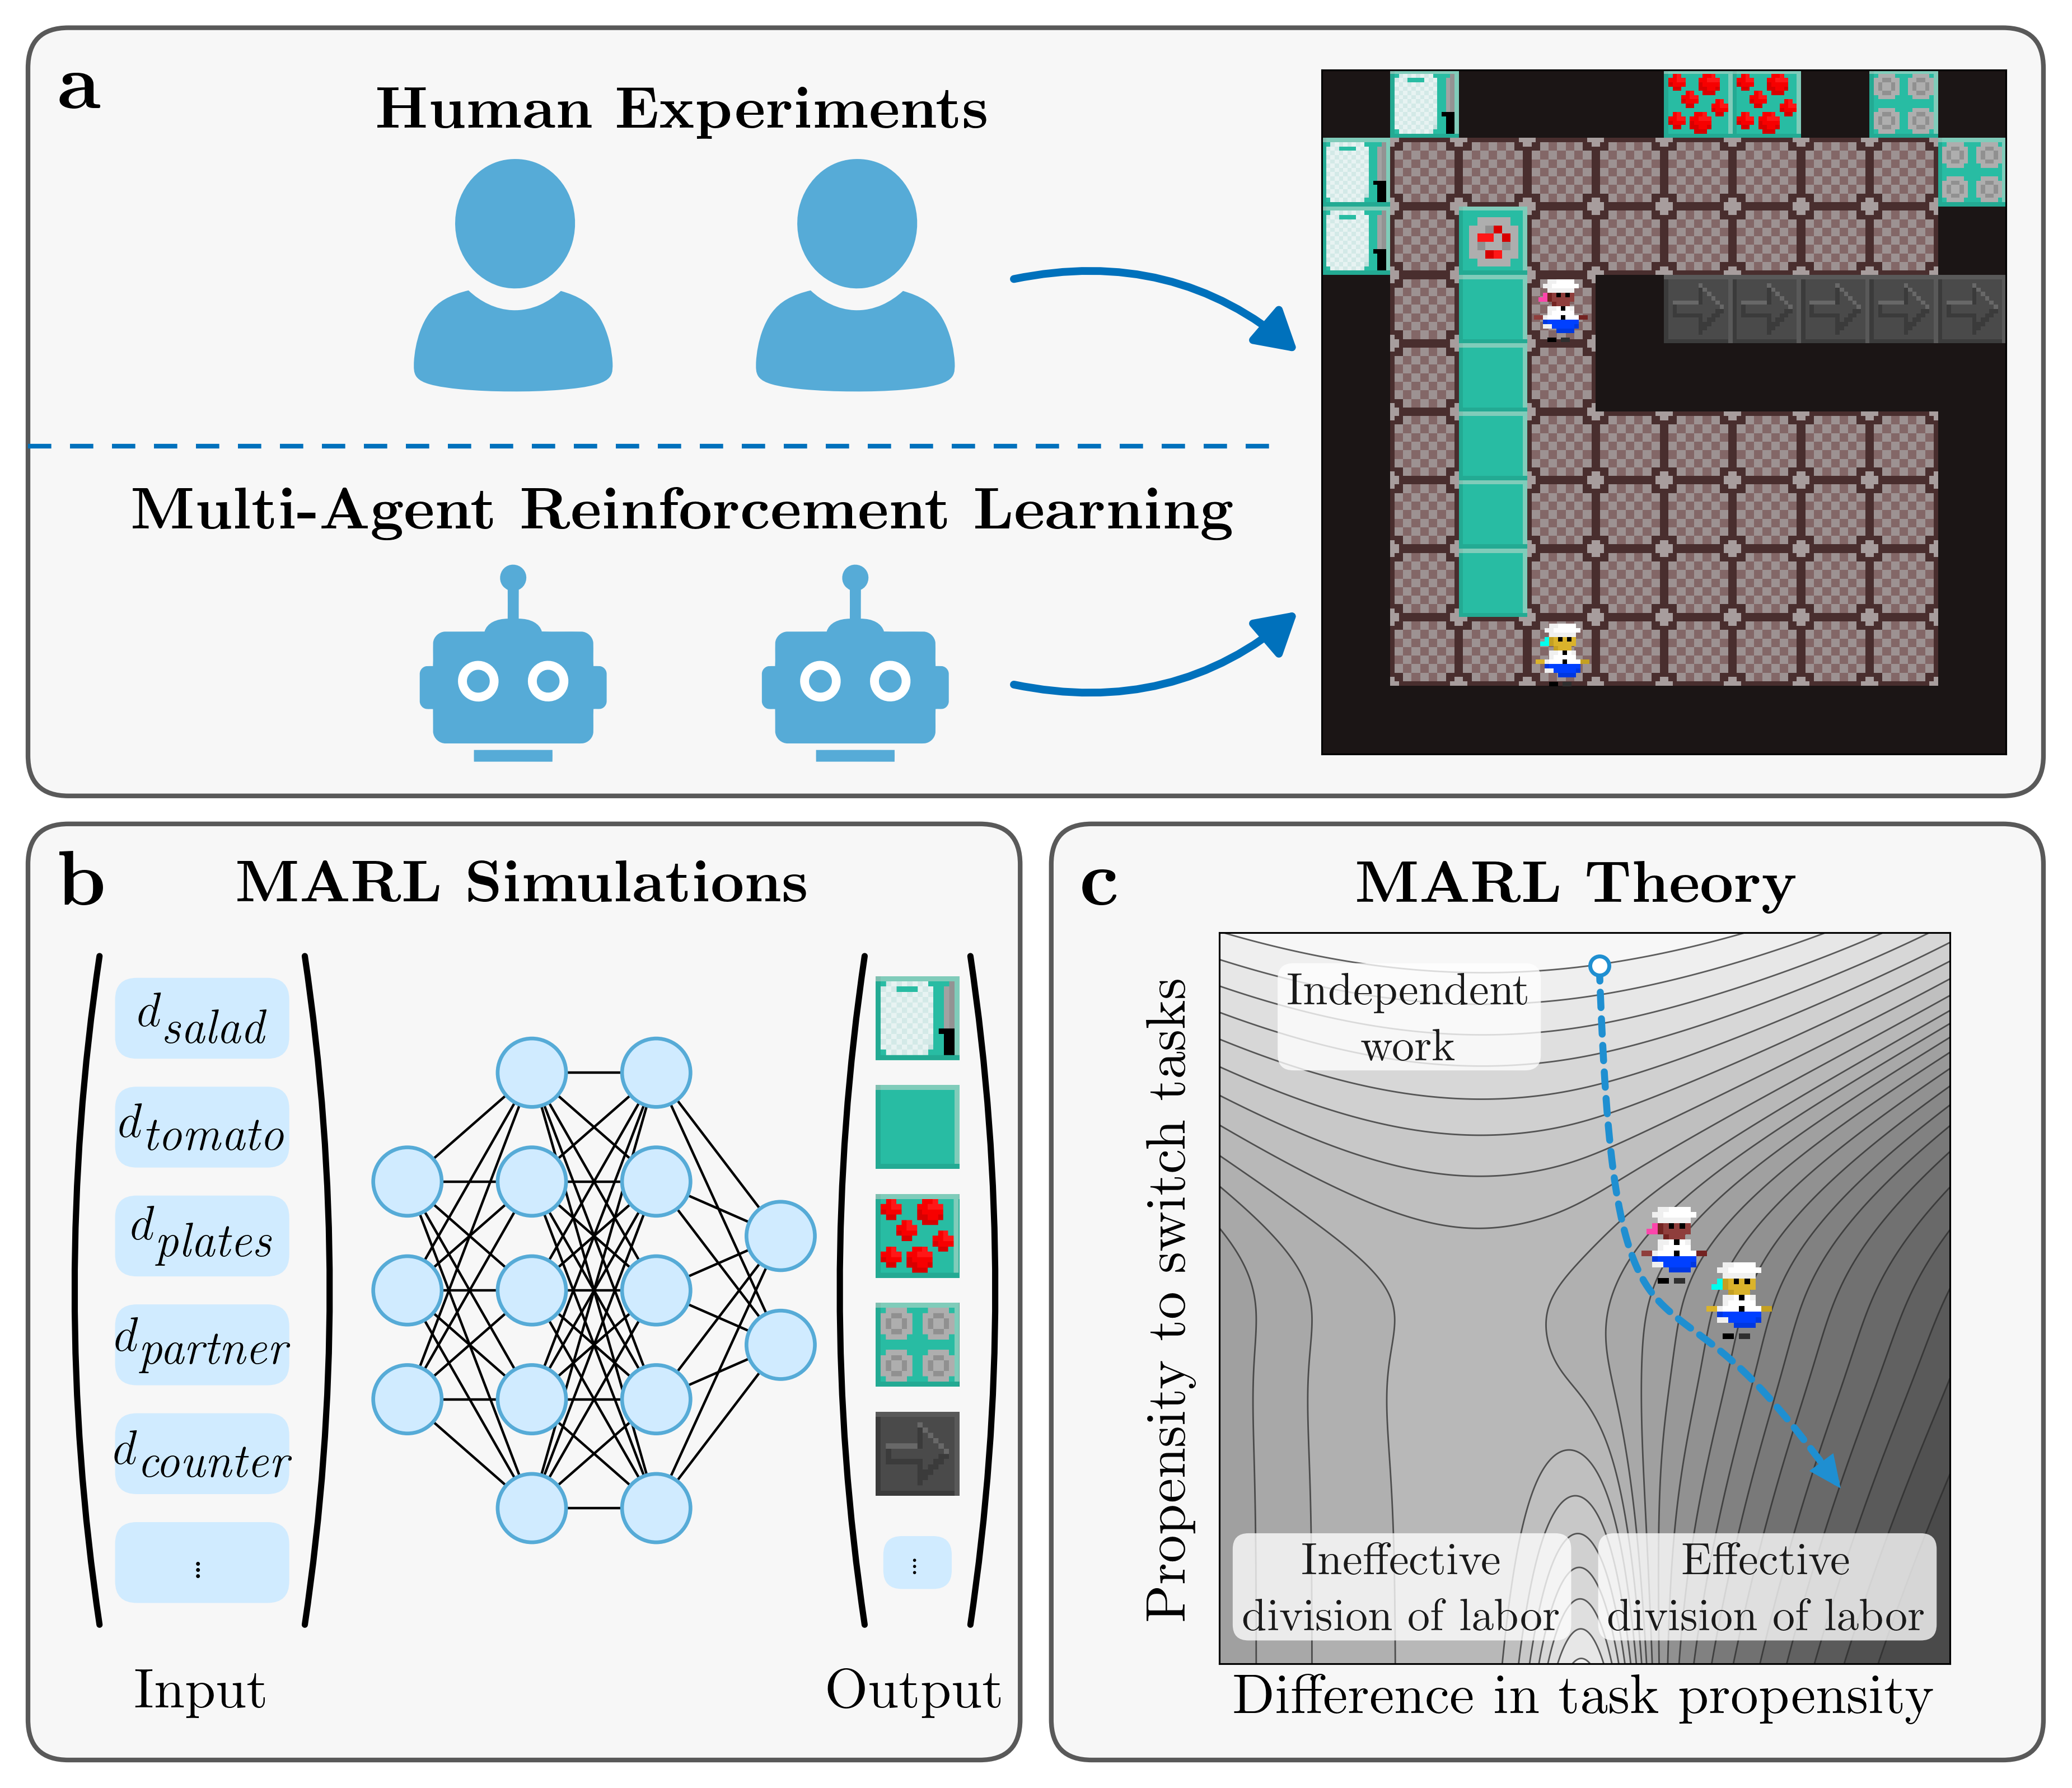 a
Human Experiments
Multi-Agent Reinforcement Learning
b
MARL Simulations
d_salad
d_tomato
d_plates
d_partner
d_counter
⋮
⋮
Input
Output
c
MARL Theory
Propensity to switch tasks
Independent
work
Ineffective
division of labor
Effective
division of labor
Difference in task propensity